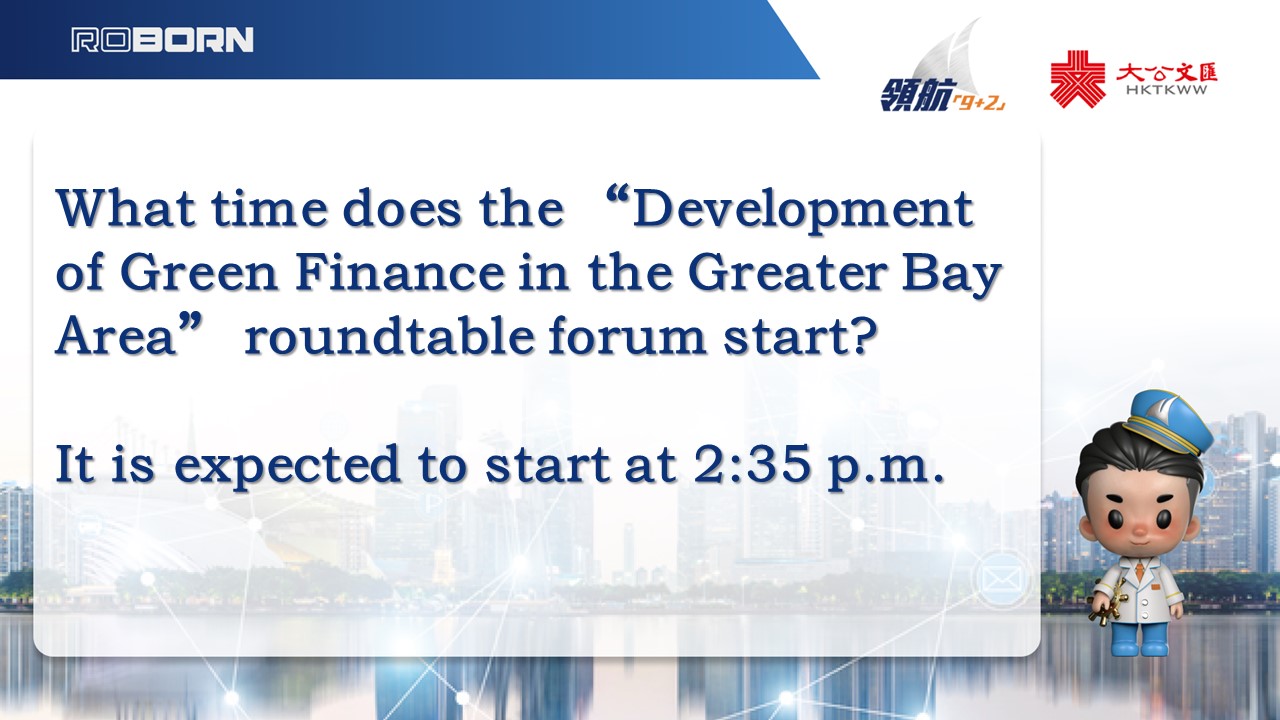 ROBORN
領航「9+2」
大公文匯
HKTKWW
What time does the “Development
of Green Finance in the Greater Bay
Area” roundtable forum start?
It is expected to start at 2:35 p.m.